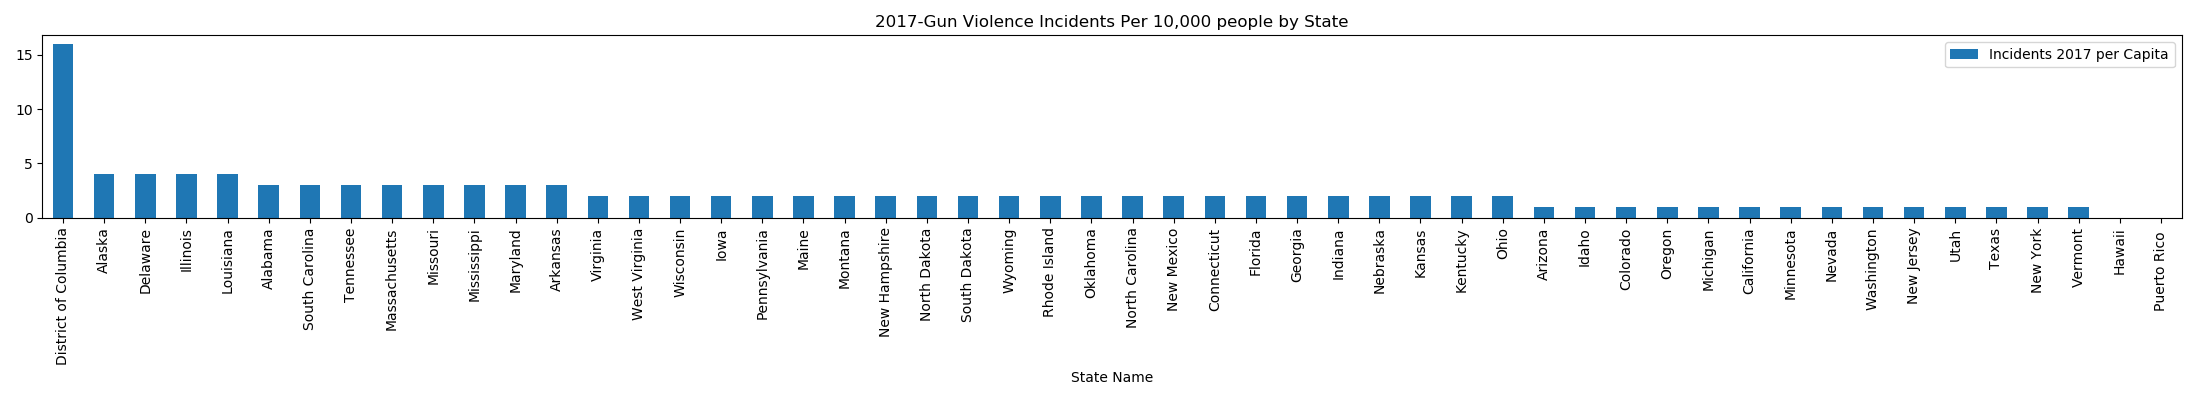 2017-Gun Violence Incidents Per 10,000 people by State
Incidents 2017 per Capita
15
10
5
0
District of Columbia
Alaska
Delaware
Illinois
Louisiana
Alabama
South Carolina
Tennessee
Massachusetts
Missouri
Mississippi
Maryland
Arkansas
Virginia
West Virginia
Wisconsin
Iowa
Pennsylvania
Maine
Montana
New Hampshire
North Dakota
South Dakota
Wyoming
Rhode Island
Oklahoma
North Carolina
New Mexico
Connecticut
Florida
Georgia
Indiana
Nebraska
Kansas
Kentucky
Ohio
Arizona
Idaho
Colorado
Oregon
Michigan
California
Minnesota
Nevada
Washington
New Jersey
Utah
Texas
New York
Vermont
Hawaii
Puerto Rico
State Name